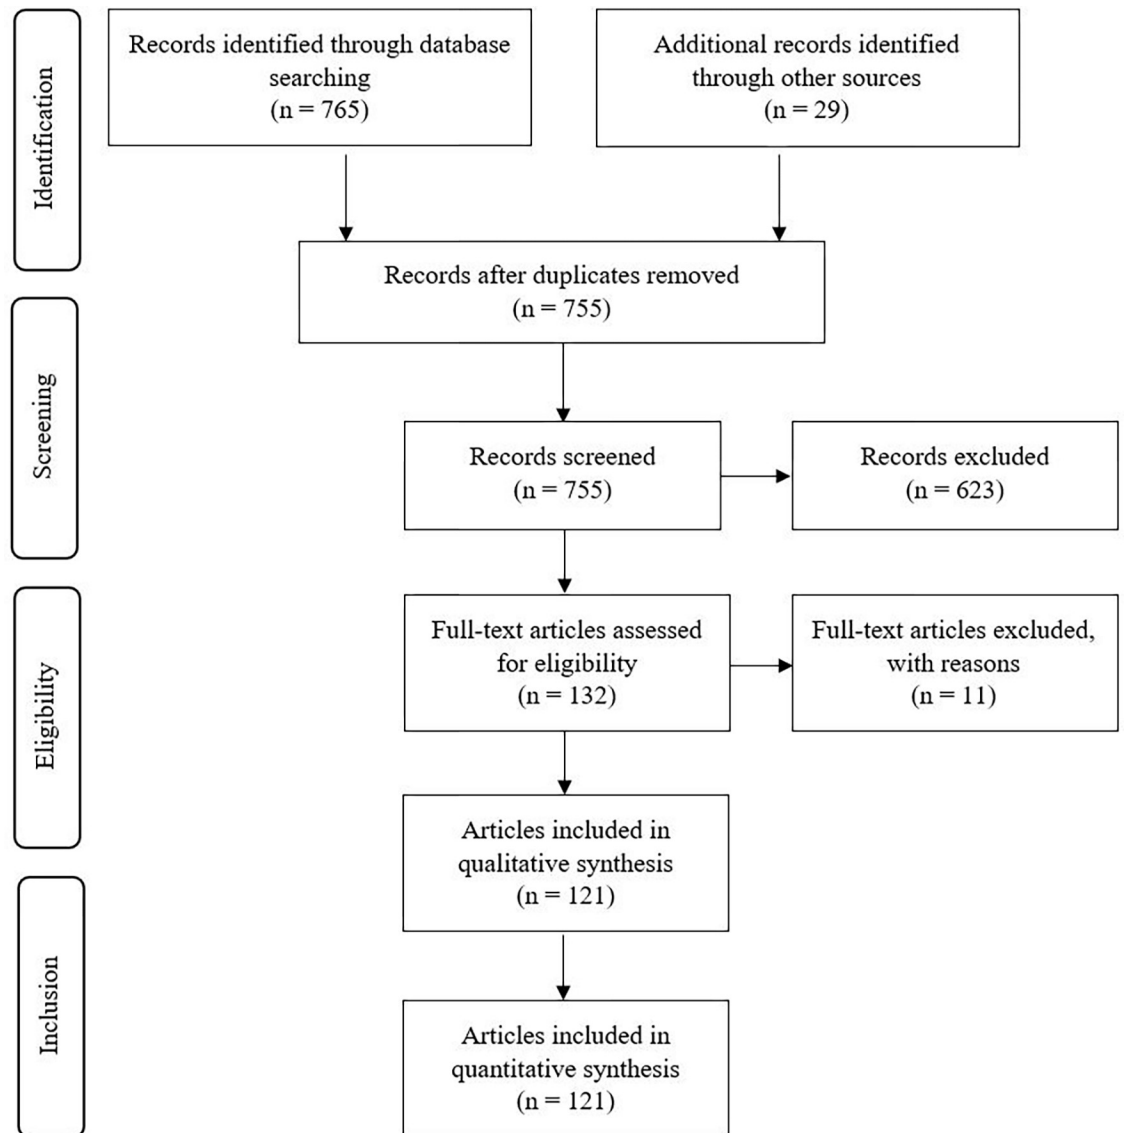 Identification
Records identified through database
searching
(n = 765)
Additional records identified
through other sources
(n = 29)
Records after duplicates removed
(n = 755)
Screening
Records screened
(n = 755)
Records excluded
(n = 623)
Eligibility
Full-text articles assessed
for eligibility
(n = 132)
Full-text articles excluded,
with reasons
(n = 11)
Articles included in
qualitative synthesis
(n = 121)
Inclusion
Articles included in
quantitative synthesis
(n = 121)